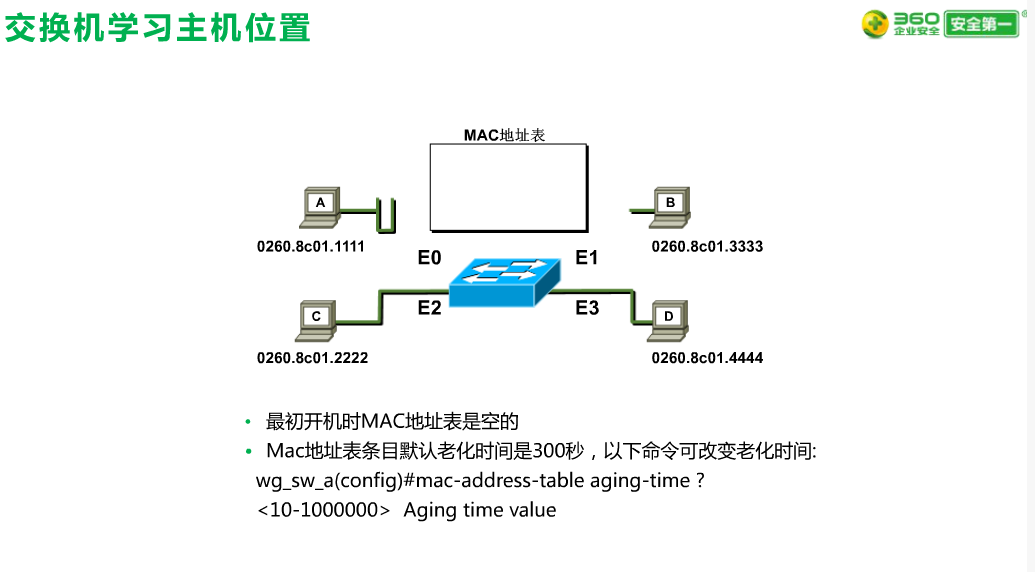 交换机学习主机位置
360
企业安全
安全第一
®
MAC地址表
A
B
0260.8c01.1111
0260.8c01.3333
E0
E1
E2
E3
C
D
0260.8c01.2222
0260.8c01.4444
• 最初开机时MAC地址表是空的
• Mac地址表条目默认老化时间是300秒，以下命令可改变老化时间:
wg_sw_a(config)#mac-address-table aging-time ?
<10-1000000> Aging time value